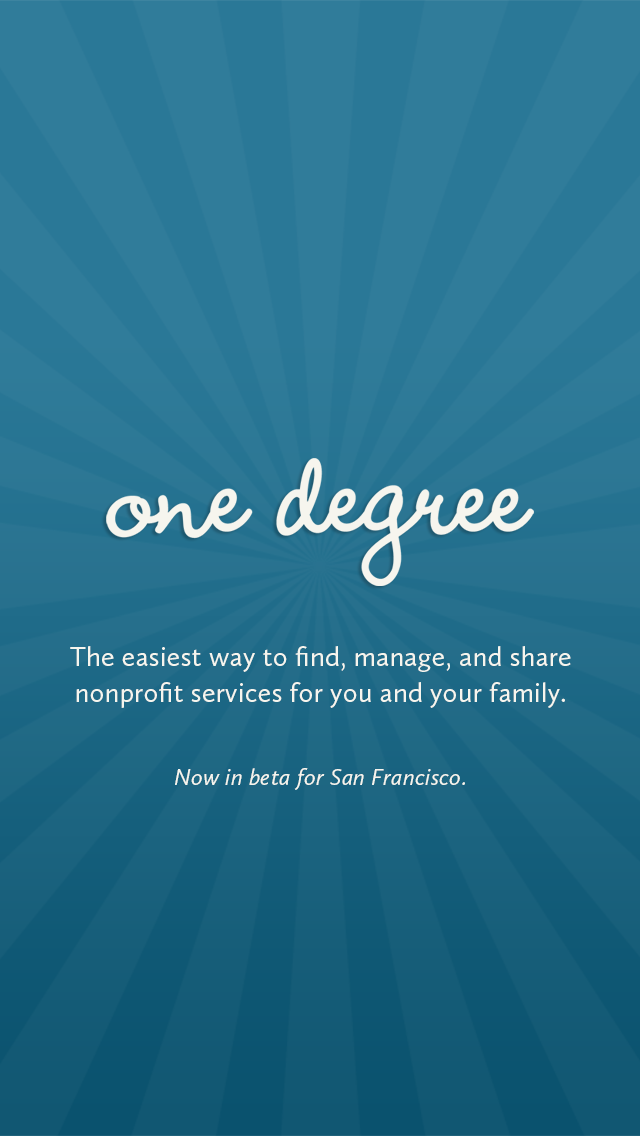 one degree
The easiest way to find, manage, and share
nonprofit services for you and your family.
Now in beta for San Francisco.